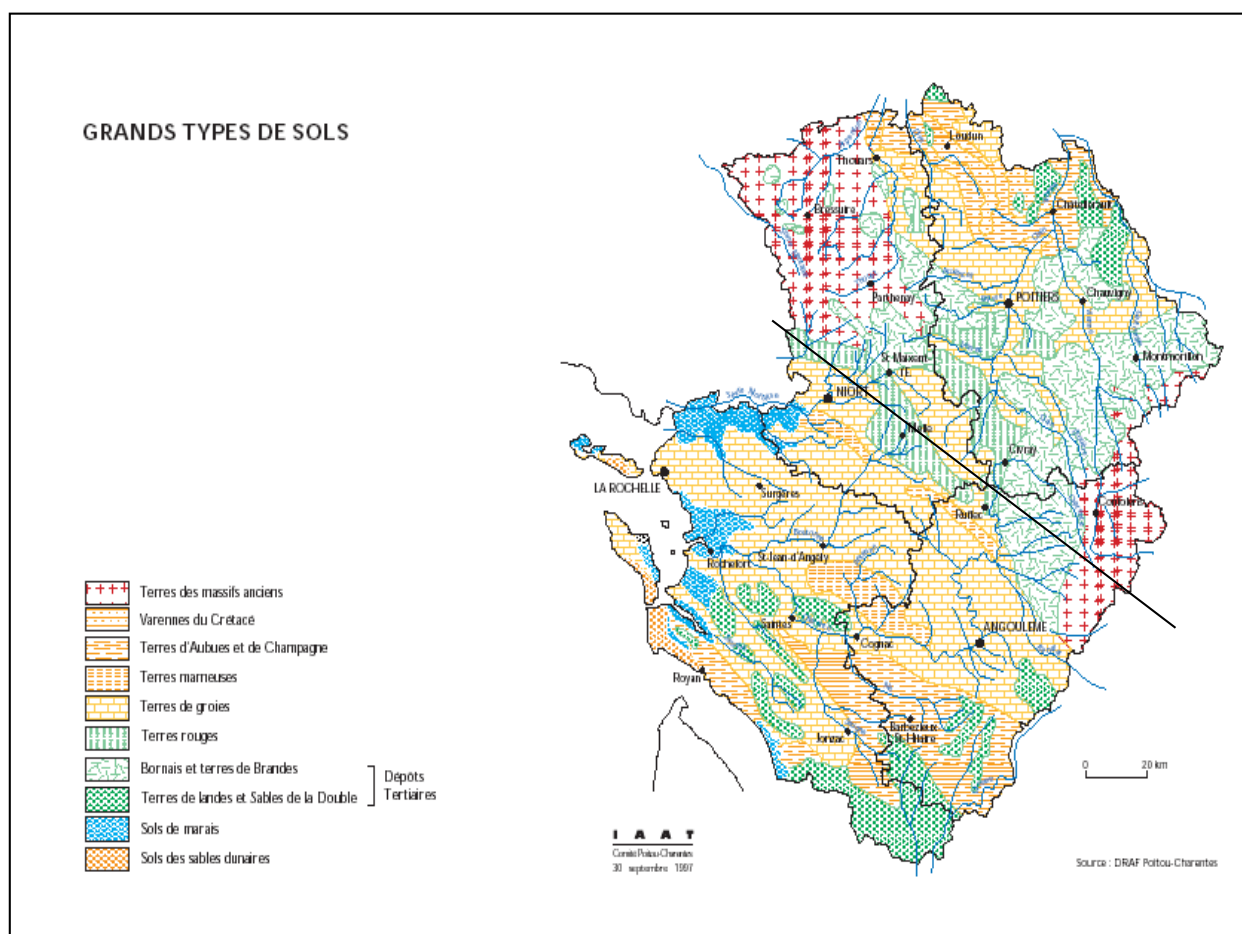 GRANDS TYPES DE SOLS
Loudun
Thouars
Bressuire
Parthenay
POITIERS
Chauvigny
Montmorillon
St-Maixent
TE
NIORT
Melle
Civray
Ruffec
LA ROCHELLE
Surgères
Rochefort
St-Jean-d'Angely
Saintes
Cognac
ANGOULEME
Royan
Jonzac
Barbezieux
St-Hilaire
Terres des massifs anciens
Varennes du Crétacé
Terres d'Aubues et de Champagne
Terres marneuses
Terres de groies
Terres rouges
Bornais et terres de Brandes
Terres de landes et Sables de la Double
Dépôts
Tertiaires
Sols de marais
Sols des sables dunaires
0 20 km
I A A T
Comité Poitou-Charentes
30 septembre 1997
Source : DRAF Poitou-Charentes